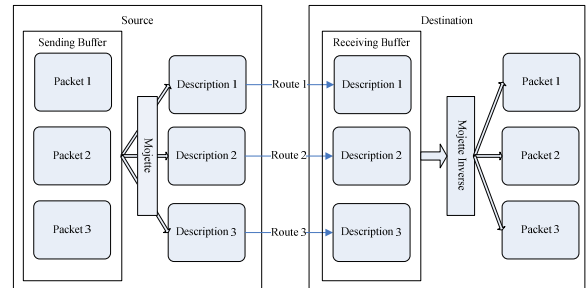 Source
Destination
Sending Buffer
Receiving Buffer
Packet 1
Description 1
Route 1
Description 1
Packet 1
Mojette
Mojette Inverse
Packet 2
Description 2
Route 2
Description 2
Packet 2
Packet 3
Description 3
Route 3
Description 3
Packet 3